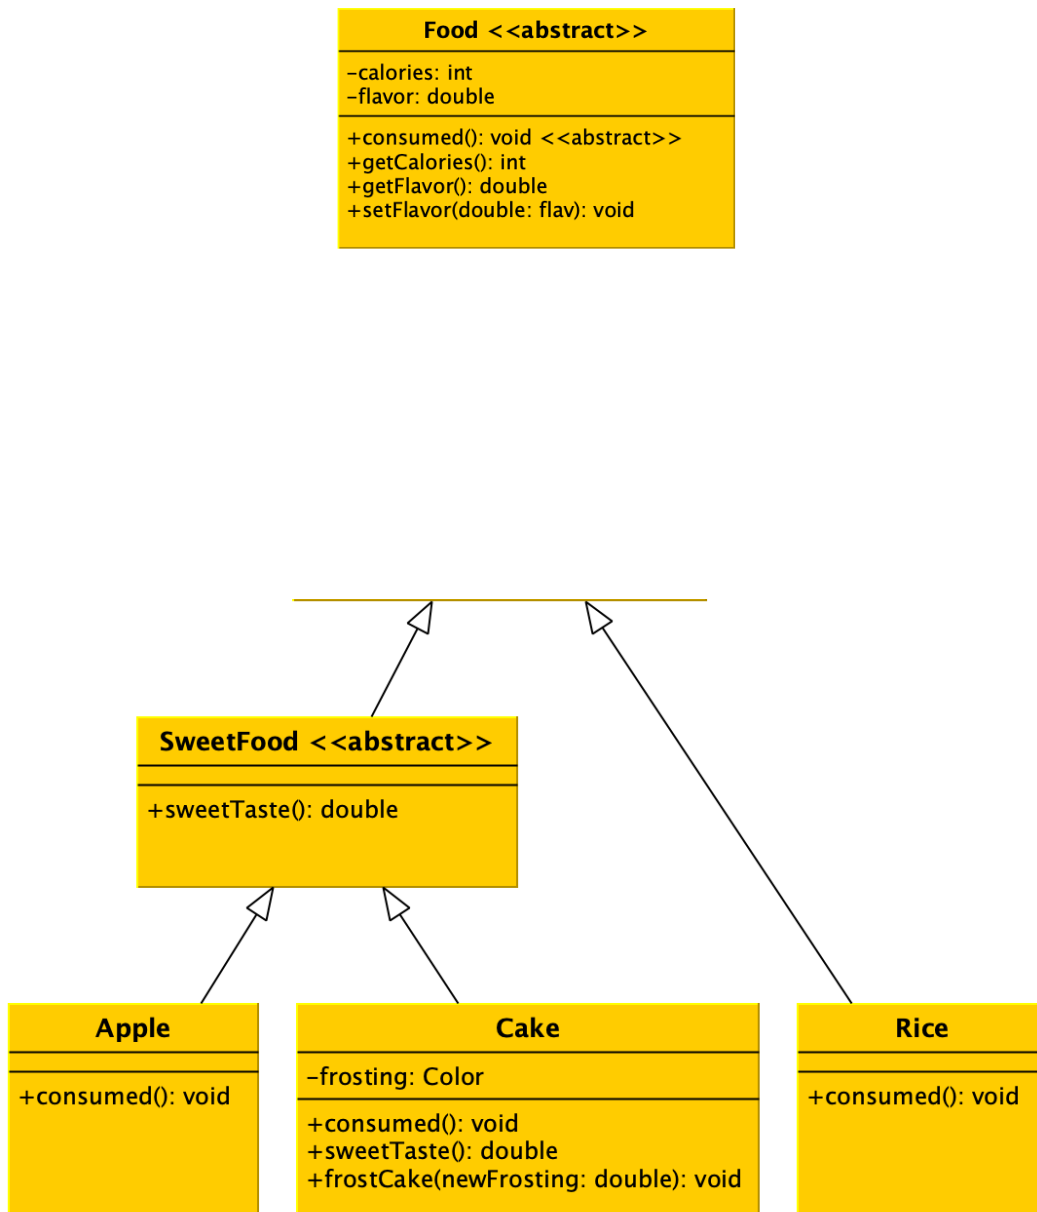 Food <<abstract>>
-calories: int
-flavor: double
+consumed(): void <<abstract>>
+getCalories(): int
+getFlavor(): double
+setFlavor(double: flav): void
SweetFood <<abstract>>
+sweetTaste(): double
Apple
+consumed(): void
Cake
-frosting: Color
+consumed(): void
+sweetTaste(): double
+frostCake(newFrosting: double): void
Rice
+consumed(): void